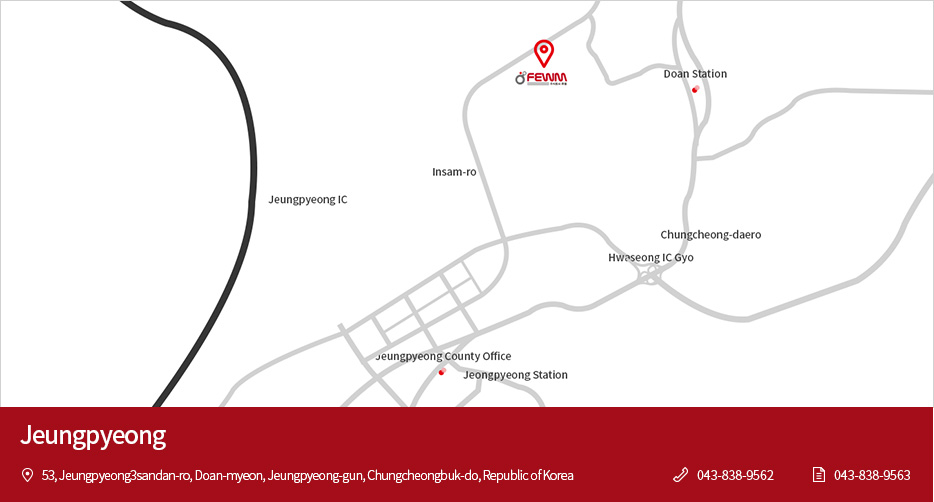 FEWM
Doan Station
Insam-ro
Jeungpyeong IC
Chungcheong-daero
Hwaseong IC Gyo
Jeungpyeong County Office
Jeongpyeong Station
Jeungpyeong
53, Jeungpyeong3sandan-ro, Doan-myeon, Jeungpyeong-gun, Chungcheongbuk-do, Republic of Korea
043-838-9562
043-838-9563